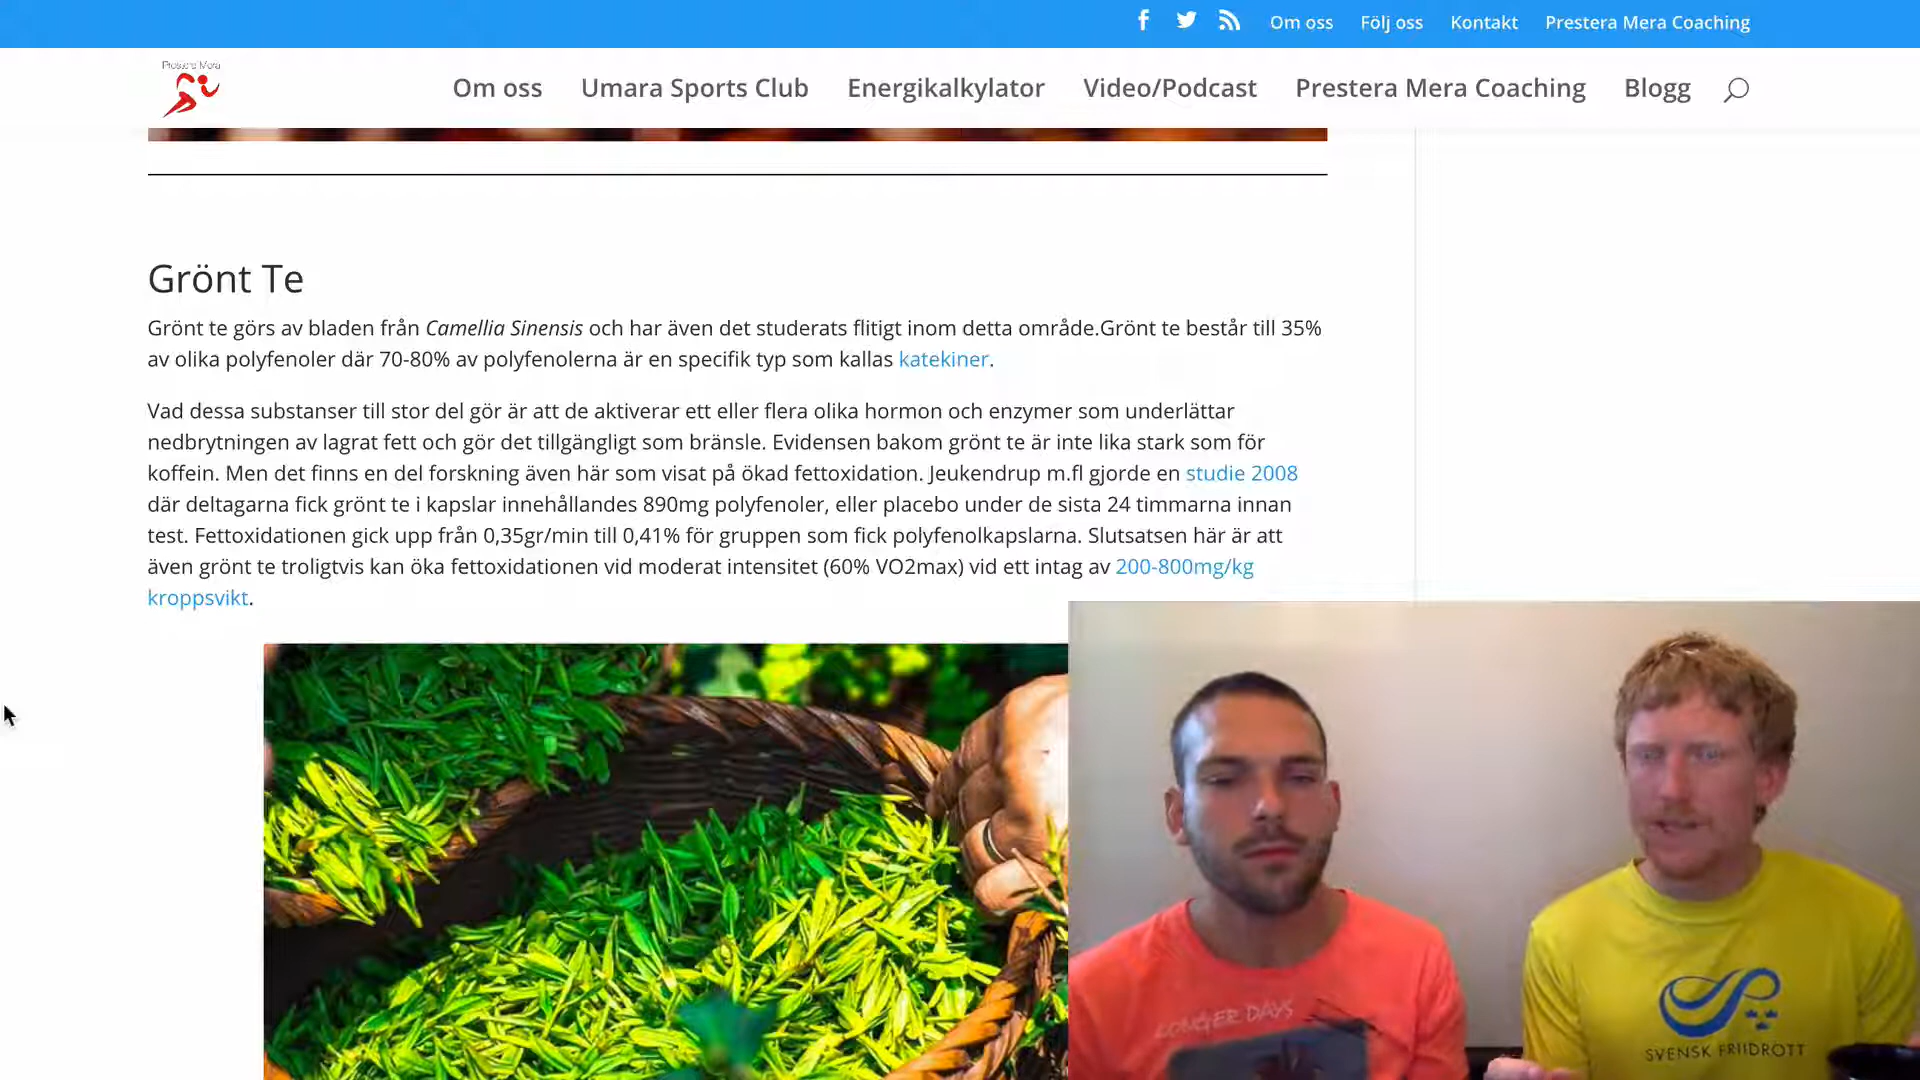 Om oss Följ oss Kontakt Prestera Mera Coaching
Prestera Mera
Om oss Umara Sports Club Energikalkylator Video/Podcast Prestera Mera Coaching Blogg
Grönt Te
Grönt te görs av bladen från Camellia Sinensis och har även det studerats flitigt inom detta område.Grönt te består till 35%
av olika polyfenoler där 70-80% av polyfenolerna är en specifik typ som kallas katekiner.
Vad dessa substanser till stor del gör är att de aktiverar ett eller flera olika hormon och enzymer som underlättar
nedbrytningen av lagrat fett och gör det tillgängligt som bränsle. Evidensen bakom grönt te är inte lika stark som för
koffein. Men det finns en del forskning även här som visat på ökad fettoxidation. Jeukendrup m.fl gjorde en studie 2008
där deltagarna fick grönt te i kapslar innehållandes 890mg polyfenoler, eller placebo under de sista 24 timmarna innan
test. Fettoxidationen gick upp från 0,35gr/min till 0,41% för gruppen som fick polyfenolkapslarna. Slutsatsen här är att
även grönt te troligtvis kan öka fettoxidationen vid moderat intensitet (60% VO2max) vid ett intag av 200-800mg/kg
kroppsvikt.
LONGER DAYS
SVENSK FRIIDROTT